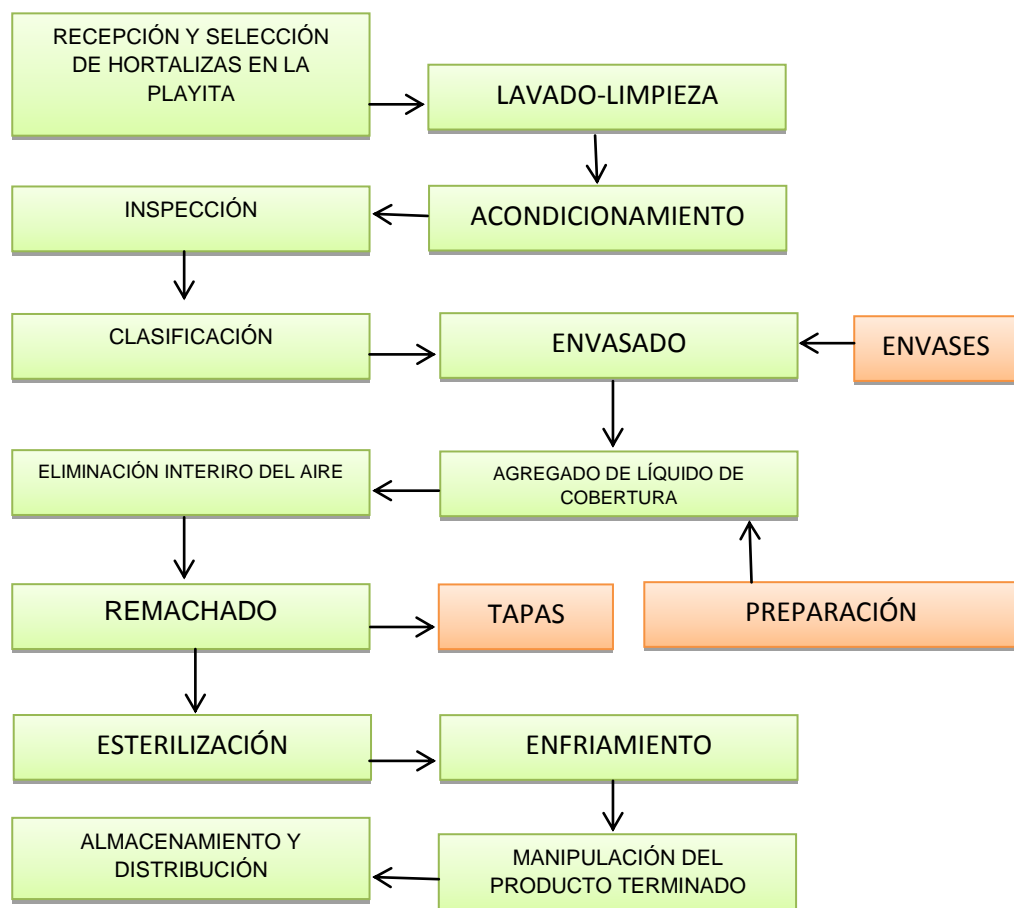 RECEPCIÓN Y SELECCIÓN
DE HORTALIZAS EN LA
PLAYITA
LAVADO-LIMPIEZA
INSPECCIÓN
ACONDICIONAMIENTO
CLASIFICACIÓN
ENVASADO
ENVASES
ELIMINACIÓN INTERIRO DEL AIRE
AGREGADO DE LÍQUIDO DE
COBERTURA
REMACHADO
TAPAS
PREPARACIÓN
ESTERILIZACIÓN
ENFRIAMIENTO
ALMACENAMIENTO Y
DISTRIBUCIÓN
MANIPULACIÓN DEL
PRODUCTO TERMINADO